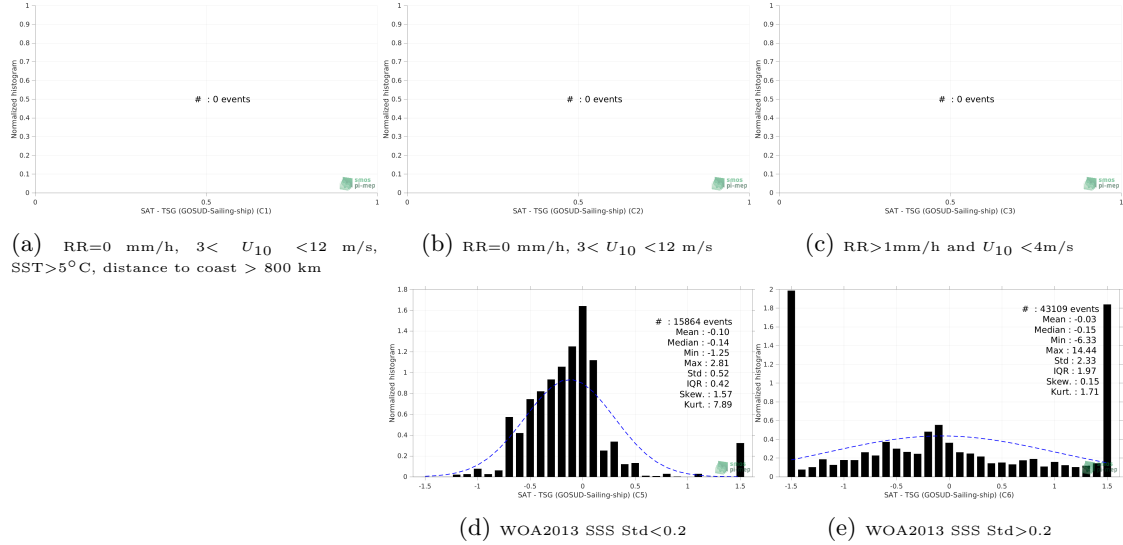 1
0.9
0.8
0.7
0.6
0.5
0.4
0.3
0.2
0.1
0
Normalized histogram
# : 0 events
smos
pi-mep
0 0.5 1
SAT - TSG (GOSUD-Sailing-ship) (C1)
(a) RR=0 mm/h, 3< U10 <12 m/s,
SST>5°C, distance to coast > 800 km
1
0.9
0.8
0.7
0.6
0.5
0.4
0.3
0.2
0.1
0
Normalized histogram
# : 0 events
smos
pi-mep
0 0.5 1
SAT - TSG (GOSUD-Sailing-ship) (C2)
(b) RR=0 mm/h, 3< U10 <12 m/s
1
0.9
0.8
0.7
0.6
0.5
0.4
0.3
0.2
0.1
0
Normalized histogram
# : 0 events
smos
pi-mep
0 0.5 1
SAT - TSG (GOSUD-Sailing-ship) (C3)
(c) RR>1mm/h and U10 <4m/s
1.8
1.6
1.4
1.2
1
0.8
0.6
0.4
0.2
0
Normalized histogram
# : 15864 events
Mean : -0.10
Median : -0.14
Min : -1.25
Max : 2.81
Std : 0.52
IQR : 0.42
Skew. : 1.57
Kurt. : 7.89
smos
pi-mep
-1.5 -1 -0.5 0 0.5 1 1.5
SAT - TSG (GOSUD-Sailing-ship) (C5)
(d) WOA2013 SSS Std<0.2
2
1.8
1.6
1.4
1.2
1
0.8
0.6
0.4
0.2
0
Normalized histogram
# : 43109 events
Mean : -0.03
Median : -0.15
Min : -6.33
Max : 14.44
Std : 2.33
IQR : 1.97
Skew. : 0.15
Kurt. : 1.71
-1.5 -1 -0.5 0 0.5 1 1.5
SAT - TSG (GOSUD-Sailing-ship) (C6)
(e) WOA2013 SSS Std>0.2